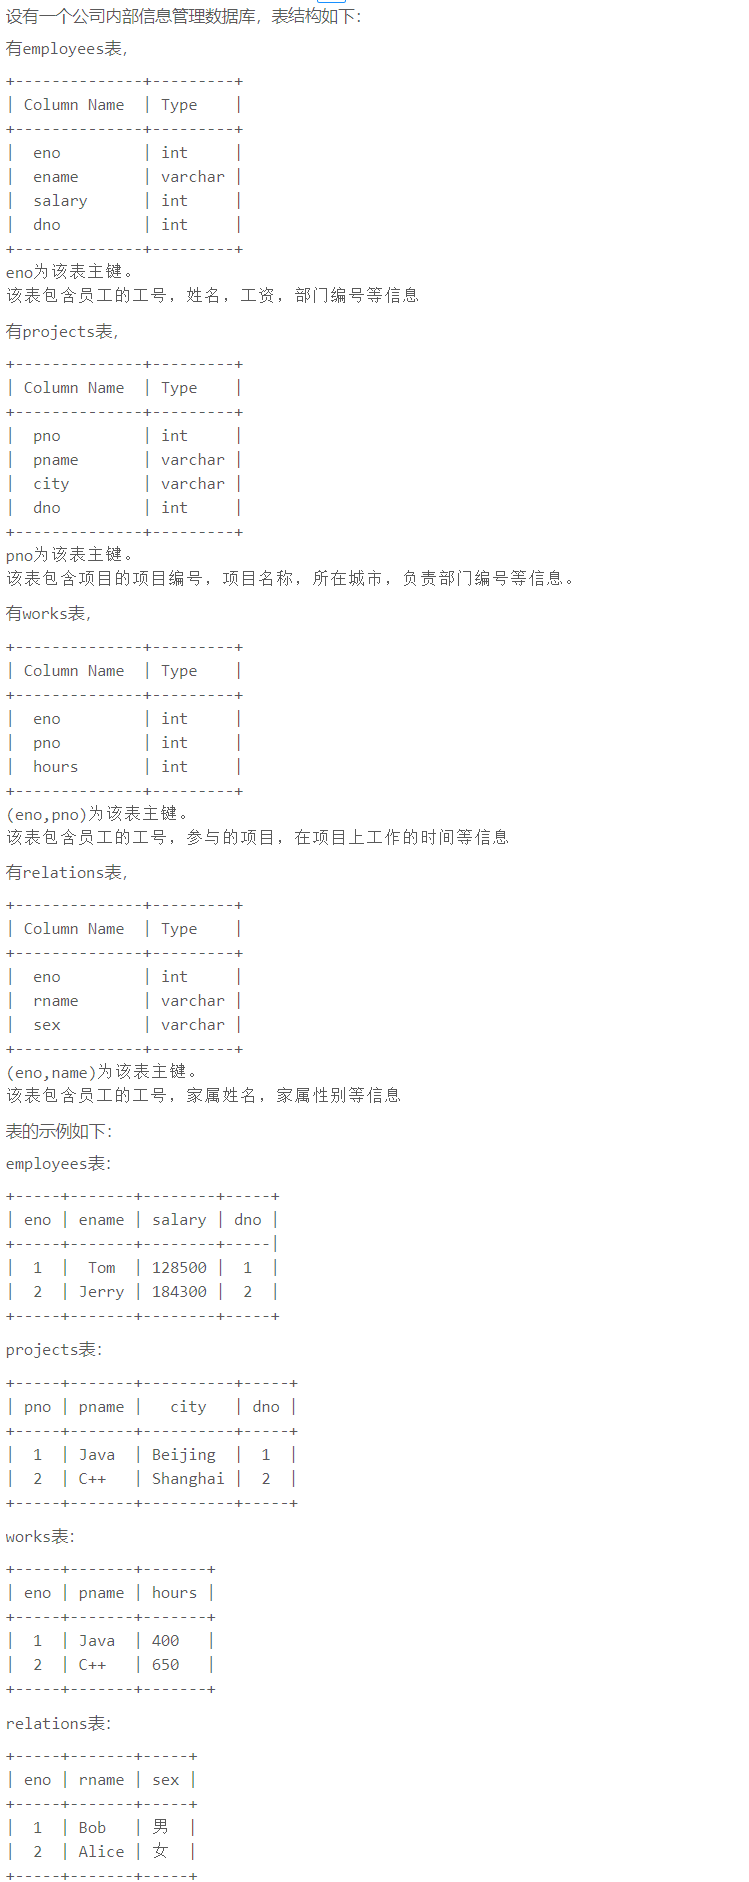 设有一个公司内部信息管理数据库，表结构如下：
有employees表，
+--------------+---------+
| Column Name  | Type    |
+--------------+---------+
|  eno         | int     |
|  ename       | varchar |
|  salary      | int     |
|  dno         | int     |
+--------------+---------+
eno为该表主键。
该表包含员工的工号，姓名，工资，部门编号等信息
有projects表，
+--------------+---------+
| Column Name  | Type    |
+--------------+---------+
|  pno         | int     |
|  pname       | varchar |
|  city        | varchar |
|  dno         | int     |
+--------------+---------+
pno为该表主键。
该表包含项目的项目编号，项目名称，所在城市，负责部门编号等信息。
有works表，
+--------------+---------+
| Column Name  | Type    |
+--------------+---------+
|  eno         | int     |
|  pno         | int     |
|  hours       | int     |
+--------------+---------+
(eno,pno)为该表主键。
该表包含员工的工号，参与的项目，在项目上工作的时间等信息
有relations表，
+--------------+---------+
| Column Name  | Type    |
+--------------+---------+
|  eno         | int     |
|  rname       | varchar |
|  sex         | varchar |
+--------------+---------+
(eno,name)为该表主键。
该表包含员工的工号，家属姓名，家属性别等信息
表的示例如下：
employees表：
+-----+-------+--------+-----+
| eno | ename | salary | dno |
+-----+-------+--------+-----|
|  1  |  Tom  | 128500 |  1  |
|  2  | Jerry | 184300 |  2  |
+-----+-------+--------+-----+
projects表：
+-----+-------+----------+-----+
| pno | pname |   city   | dno |
+-----+-------+----------+-----+
|  1  | Java  | Beijing  |  1  |
|  2  | C++   | Shanghai |  2  |
+-----+-------+----------+-----+
works表：
+-----+-------+-------+
| eno | pname | hours |
+-----+-------+-------+
|  1  | Java  | 400   |
|  2  | C++   | 650   |
+-----+-------+-------+
relations表：
+-----+-------+-----+
| eno | rname | sex |
+-----+-------+-----+
|  1  | Bob   | 男  |
|  2  | Alice | 女  |
+-----+-------+-----+